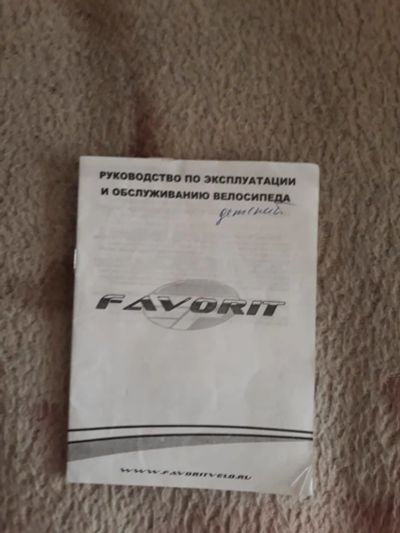 РУКОВОДСТВО ПО ЭКСПЛУАТАЦИИ
И ОБСЛУЖИВАНИЮ ВЕЛОСИПЕДА
детский
FAVORIT
WWW.FAVORITVELO.RU